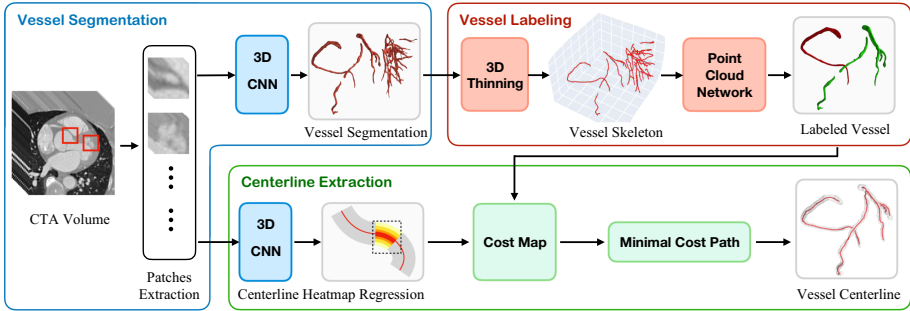 Vessel Segmentation
Vessel Labeling
3D
CNN
3D
Thinning
Point
Cloud
Network
Vessel Segmentation
Vessel Skeleton
Labeled Vessel
CTA Volume
Centerline Extraction
3D
CNN
Cost Map
Minimal Cost Path
Patches
Extraction
Centerline Heatmap Regression
Vessel Centerline